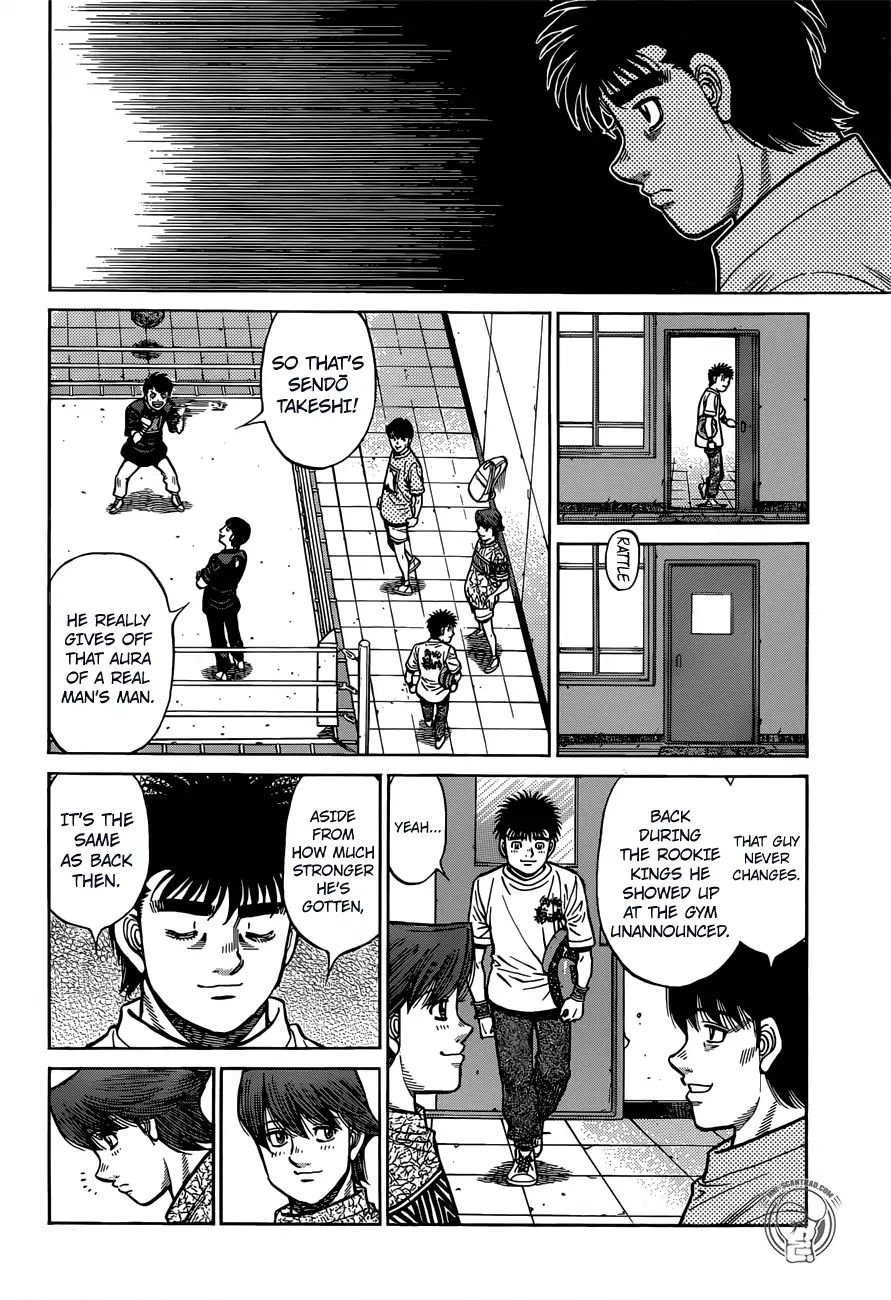 SO THAT'S
SENDŌ
TAKESHI!
HE REALLY
GIVES OFF
THAT AURA
OF A REAL
MAN'S MAN.
RATTLE
THAT GUY
NEVER
CHANGES.
BACK
DURING
THE ROOKIE
KINGS HE
SHOWED UP
AT THE GYM
UNANNOUNCED.
YEAH...
ASIDE
FROM
HOW MUCH
STRONGER
HE'S
GOTTEN,
IT'S THE
SAME
AS BACK
THEN.